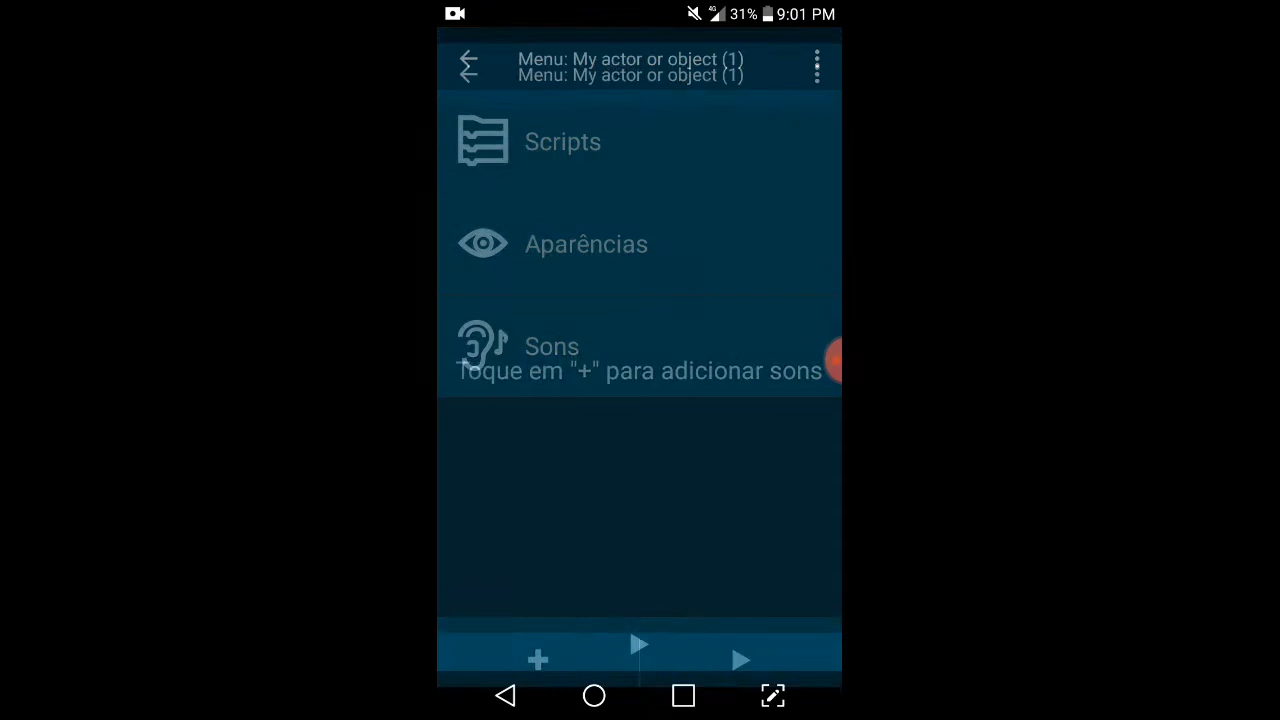 4G 31% 9:01 PM
Menu: My actor or object (1)
Menu: My actor or object (1)
Scripts
Aparências
Sons
Toque em "+" para adicionar sons